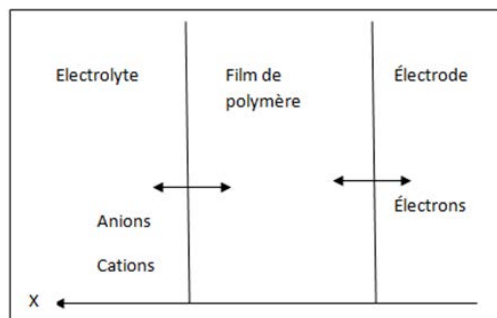 Electrolyte
Film de
polymère
Électrode
Anions
Cations
Électrons
X